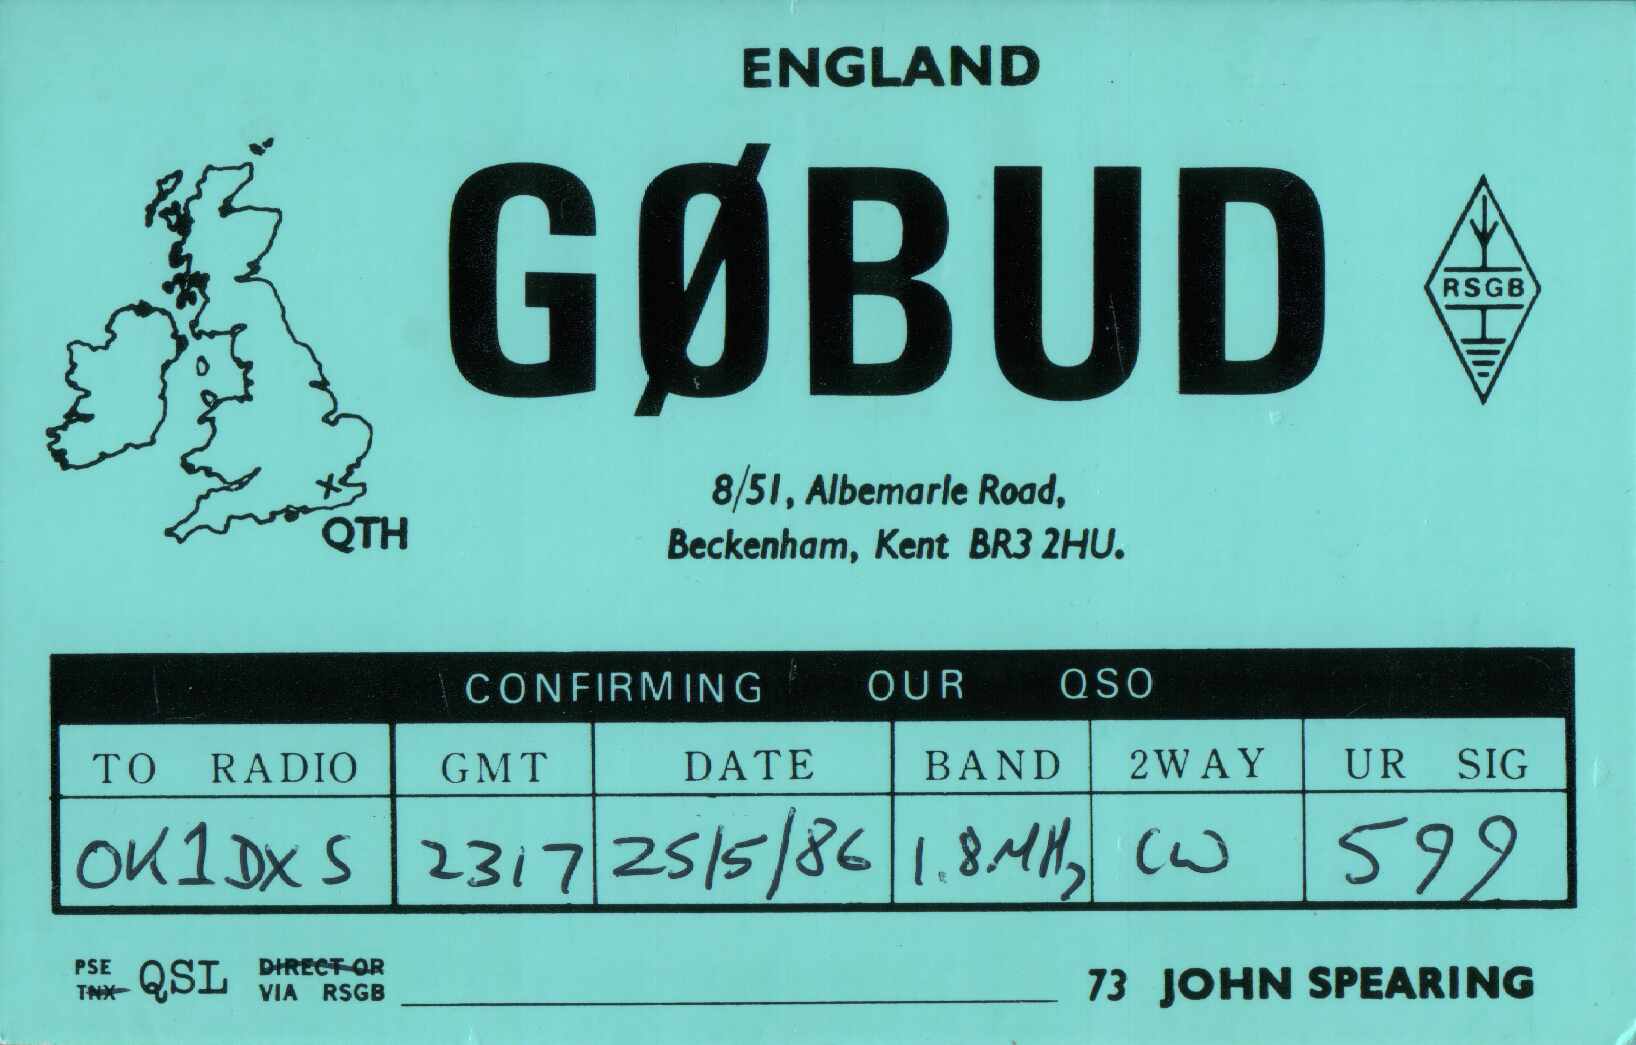 ENGLAND
GØBUD
RSGB
8/51, Albemarle Road,
Beckenham, Kent BR3 2HU.
QTH
CONFIRMING OUR QSO
TO RADIO GMT DATE BAND 2WAY UR SIG
OK1DXS 2317 25/5/86 1.8MHz CW 599
PSE QSL DIRECT OR
TNX VIA RSGB
73 JOHN SPEARING